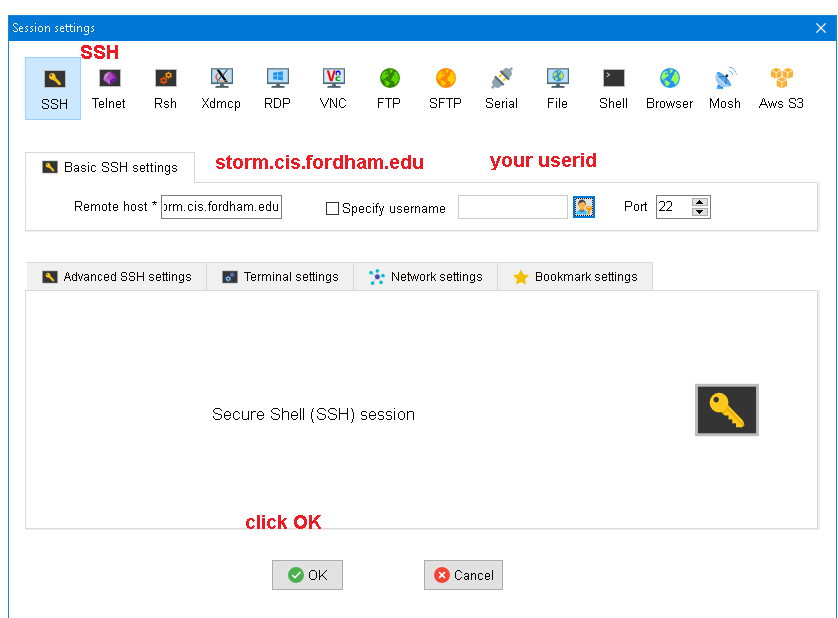 Session settings
SSH
SSH Telnet Rsh Xdmcp RDP VNC FTP SFTP Serial File Shell Browser Mosh Aws S3
Basic SSH settings
storm.cis.fordham.edu
your userid
Remote host * orm.cis.fordham.edu Specify username Port 22
Advanced SSH settings Terminal settings Network settings Bookmark settings
Secure Shell (SSH) session
click OK
OK Cancel